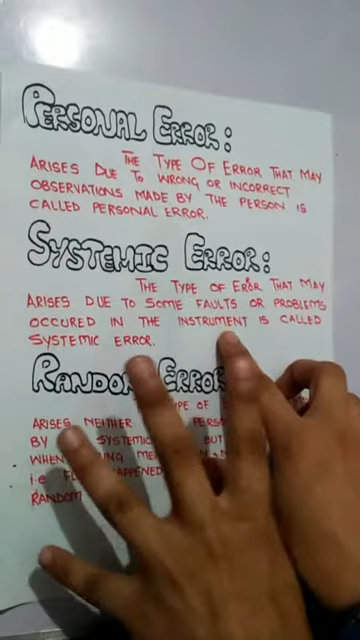 PERSONAL ERROR:
THE TYPE OF ERROR THAT MAY
ARISES DUE TO WRONG OR INCORRECT
OBSERVATIONS MADE BY THE PERSON IS
CALLED PERSONAL ERROR.
SYSTEMIC ERROR:
THE TYPE OF EROR THAT MAY
ARISES DUE TO SOME FAULTS OR PROBLEMS
OCCURED IN THE INSTRUMENT IS CALLED
SYSTEMIC ERROR.
RANDOM ERROR
TYPE OF
ARISES NEITHER
BY SYSTEMIC BUT
WHEN
i.e HAPPENED
RANDOM